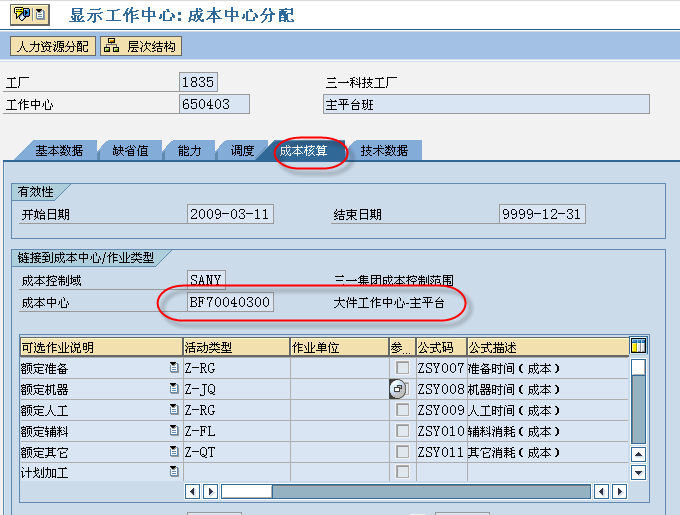 显示工作中心: 成本中心分配
人力资源分配 层次结构
工厂 1835 三一科技工厂
工作中心 650403 主平台班
基本数据 缺省值 能力 调度 成本核算 技术数据
有效性
开始日期 2009-03-11 结束日期 9999-12-31
链接到成本中心/作业类型
成本控制域 SANY 三一集团成本控制范围
成本中心 BF70040300 大件工作中心-主平台
可选作业说明 活动类型 作业单位 参... 公式码 公式描述
额定准备 Z-RG ZSY007 准备时间(成本)
额定机器 Z-JQ ZSY008 机器时间(成本)
额定人工 Z-RG ZSY009 人工时间(成本)
额定辅料 Z-FL ZSY010 辅料消耗(成本)
额定其它 Z-QT ZSY011 其它消耗(成本)
计划加工